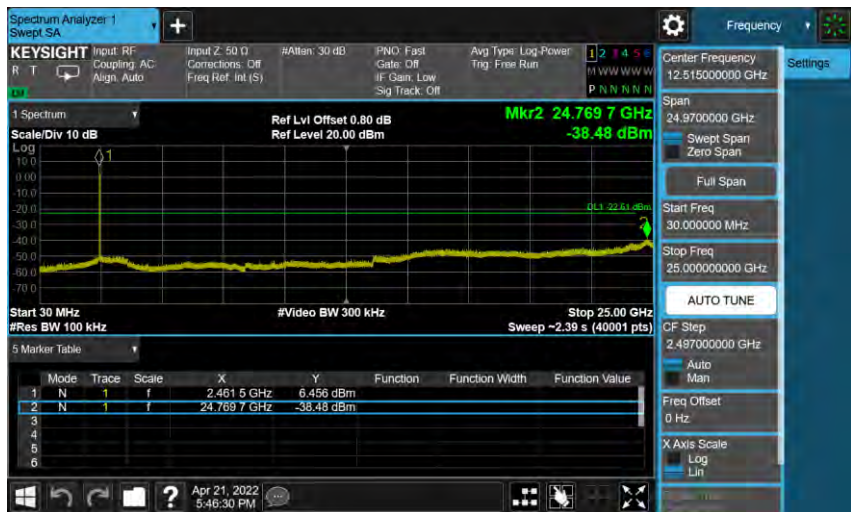 Spectrum Analyzer 1
Swept SA
+
Frequency
KEYSIGHT
R T
Input: RF
Coupling: AC
Align: Auto
Input Z: 50 Ω
Corrections: Off
Freq Ref: Int (S)
#Atten: 30 dB
PNO: Fast
Gate: Off
IF Gain: Low
Sig Track: Off
Avg Type: Log-Power
Trig: Free Run
1 2 3 4 5 6
M W W W W W
P N N N N N
Center Frequency
12.515000000 GHz
Settings
Span
24.9700000 GHz
Swept Span
Zero Span
Full Span
Start Freq
30.000000 MHz
Stop Freq
25.000000000 GHz
AUTO TUNE
CF Step
2.497000000 GHz
Auto
Man
Freq Offset
0 Hz
X Axis Scale
Log
Lin
1 Spectrum
Scale/Div 10 dB
Ref Lvl Offset 0.80 dB
Ref Level 20.00 dBm
Mkr2 24.769 7 GHz
-38.48 dBm
Log
10.0
0.00
-10.0
-20.0
-30.0
-40.0
-50.0
-60.0
-70.0
1
DL1 -22.61 dBm
2
Start 30 MHz
#Res BW 100 kHz
#Video BW 300 kHz
Stop 25.00 GHz
Sweep ~2.39 s (40001 pts)
5 Marker Table
Mode Trace Scale X Y Function Function Width Function Value
1 N 1 f 2.461 5 GHz 6.456 dBm
2 N 1 f 24.769 7 GHz -38.48 dBm
3
4
5
6
?
Apr 21, 2022
5:46:30 PM